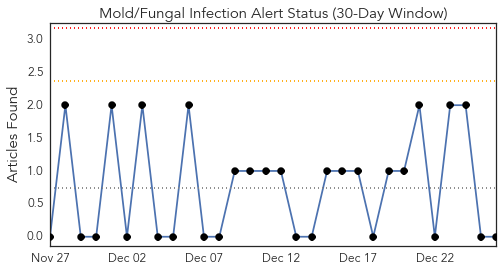 Mold/Fungal Infection Alert Status (30-Day Window)
Articles Found
3.0
2.5
2.0
1.5
1.0
0.5
0.0
Nov 27 Dec 02 Dec 07 Dec 12 Dec 17 Dec 22